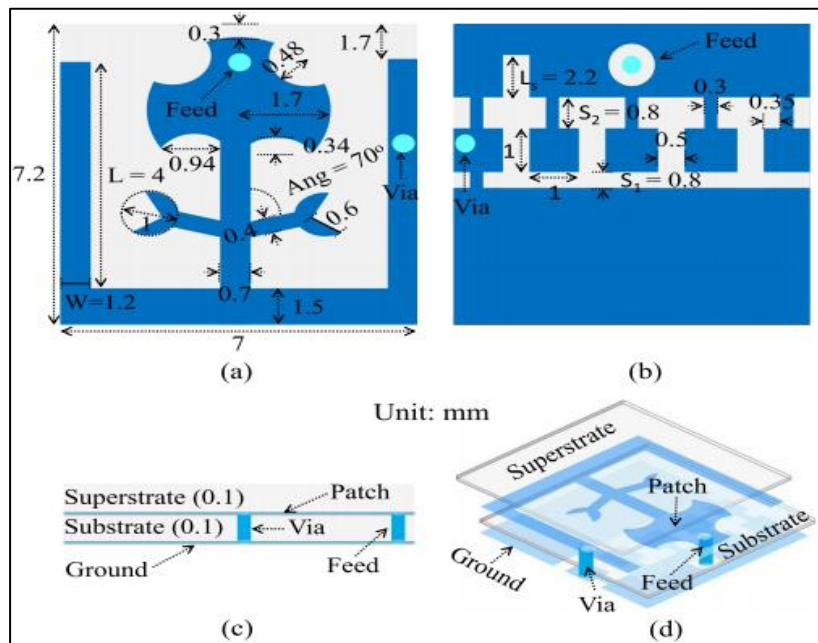 0.3
0.48
Feed
1.7
1.7
0.94
0.34
7.2
L = 4
Ang = 70°
Via
1
0.6
0.4
W=1.2
0.7
1.5
7
(a)
Feed
Lₛ = 2.2
0.3
S₂ = 0.8
0.35
1
0.5
Via
S₁ = 0.8
1
(b)
Unit: mm
Superstrate (0.1)
Patch
Substrate (0.1)
Via
Ground
Feed
(c)
Superstrate
Patch
Substrate
Ground
Feed
Via
(d)